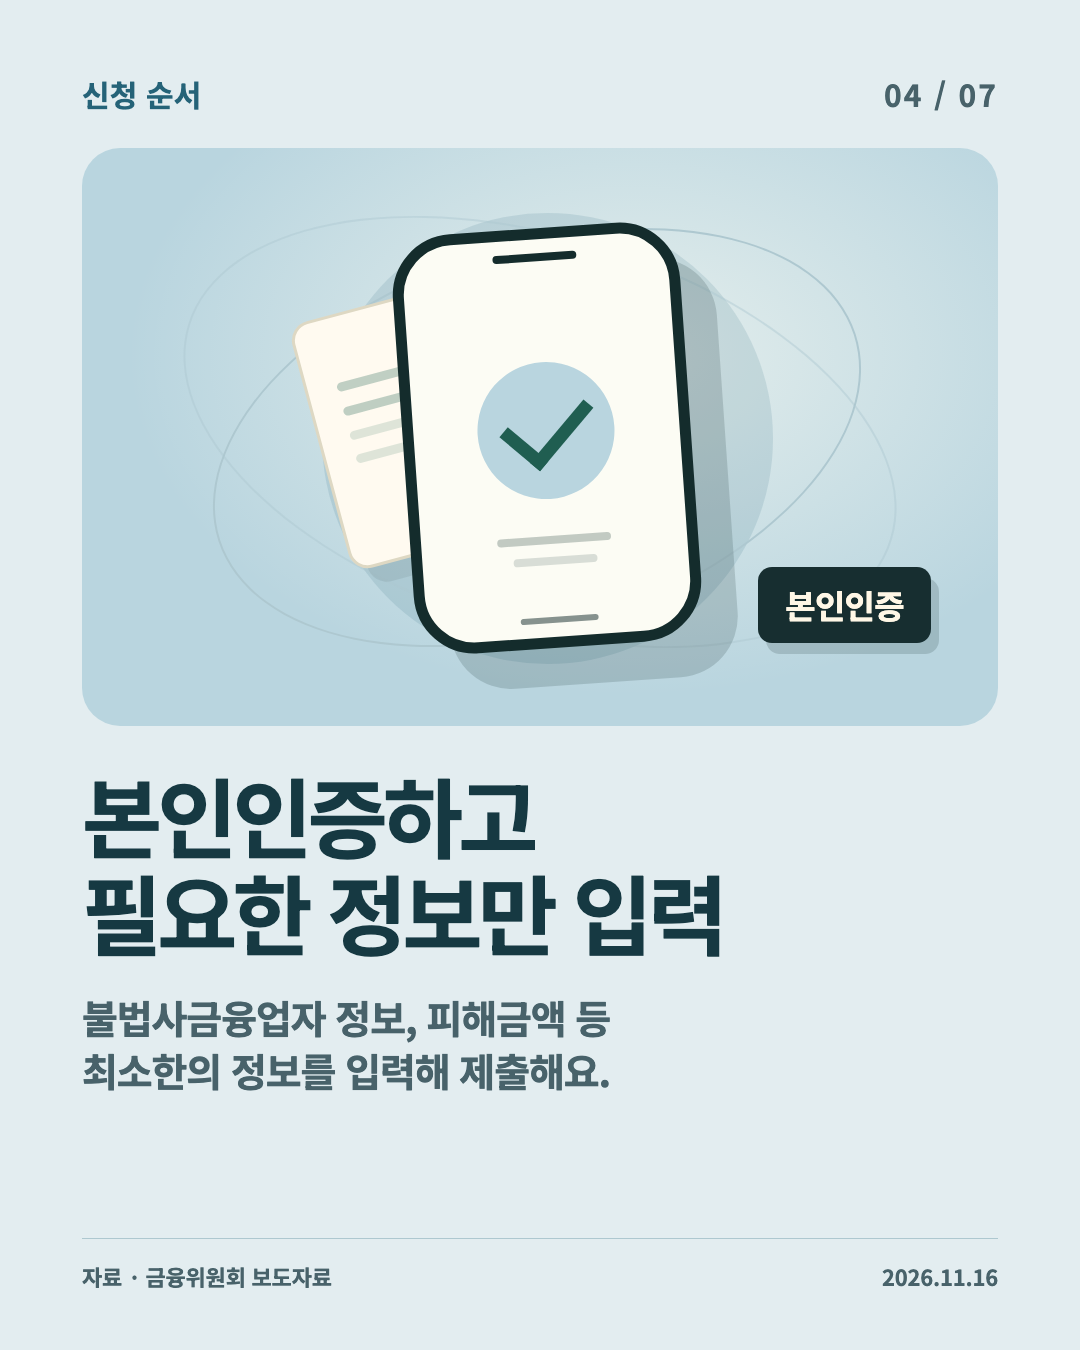 신청 순서
04 / 07
본인인증
본인인증하고
필요한 정보만 입력
불법사금융업자 정보, 피해금액 등
최소한의 정보를 입력해 제출해요.
자료 · 금융위원회 보도자료
2026.11.16